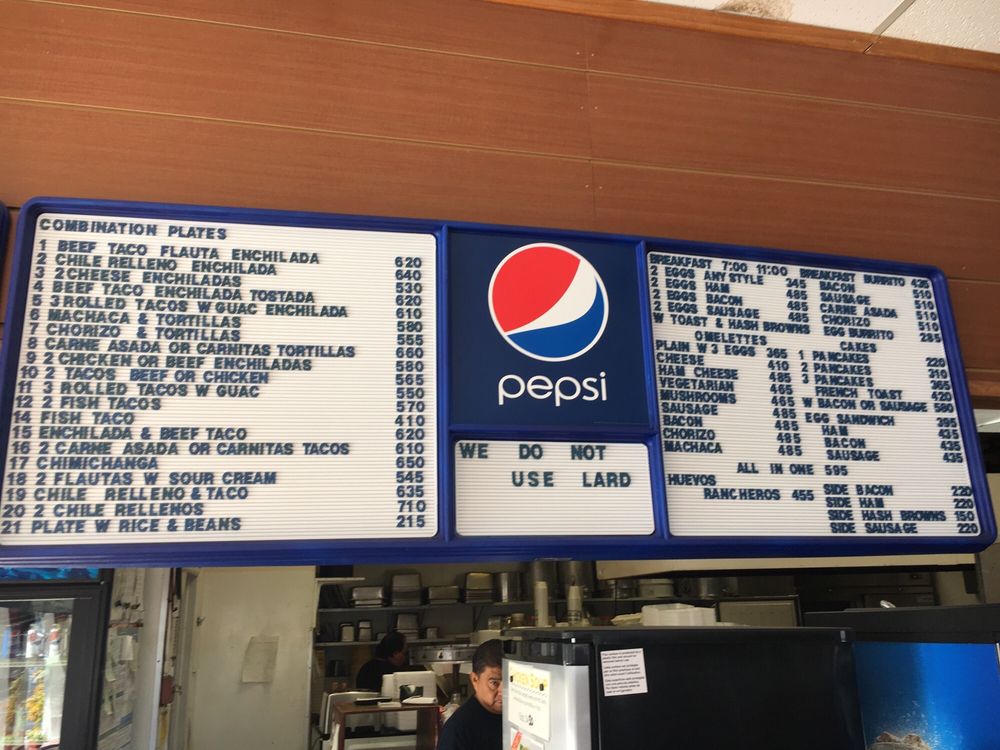 COMBINATION PLATES
1 BEEF TACO FLAUTA ENCHILADA 620
2 CHILE RELLENO ENCHILADA 640
3 2 CHEESE ENCHILADAS 530
4 BEEF TACO ENCHILADA TOSTADA 620
5 3 ROLLED TACOS W GUAC ENCHILADA 610
6 MACHACA & TORTILLAS 580
7 CHORIZO & TORTILLAS 555
8 CARNE ASADA OR CARNITAS TORTILLAS 660
9 2 CHICKEN OR BEEF ENCHILADAS 580
10 2 TACOS BEEF OR CHICKEN 565
11 3 ROLLED TACOS W GUAC 550
12 2 FISH TACOS 570
14 FISH TACO 410
15 ENCHILADA & BEEF TACO 620
16 2 CARNE ASADA OR CARNITAS TACOS 610
17 CHIMICHANGA 650
18 2 FLAUTAS W SOUR CREAM 545
19 CHILE RELLENO & TACO 635
20 2 CHILE RELLENOS 710
21 PLATE W RICE & BEANS 215
pepsi
WE DO NOT
USE LARD
BREAKFAST 7:00 11:00
2 EGGS ANY STYLE 345
2 EGGS HAM 485
2 EGGS BACON 485
2 EGGS SAUSAGE 485
W TOAST & HASH BROWNS
OMELETTES
PLAIN W 3 EGGS 365
CHEESE 410
HAM CHEESE 485
VEGETARIAN 465
MUSHROOMS 465
SAUSAGE 485
BACON 485
CHORIZO 485
MACHACA 485
ALL IN ONE 595
HUEVOS
RANCHEROS 455
BREAKFAST BURRITO 430
BACON 510
SAUSAGE 510
CARNE ASADA 510
CHORIZO 510
EGG BURRITO 285
CAKES
1 PANCAKES 220
2 PANCAKES 310
3 PANCAKES 365
FRENCH TOAST 420
W BACON OR SAUSAGE 580
EGG SANDWICH 395
HAM 435
BACON 435
SAUSAGE 435
SIDE BACON 220
SIDE HAM 220
SIDE HASH BROWNS 150
SIDE SAUSAGE 220